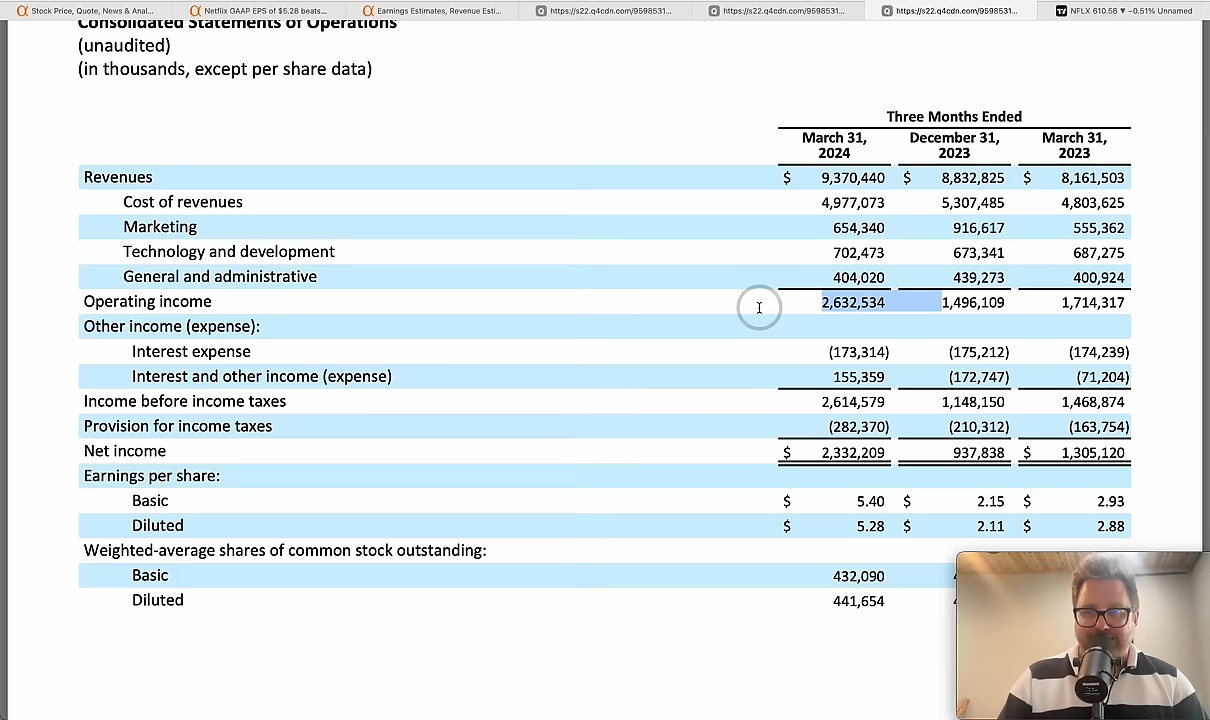 Stock Price, Quote, News & Anal...
Netflix GAAP EPS of $5.28 beats...
Earnings Estimates, Revenue Esti...
https://s22.q4cdn.com/9598531...
https://s22.q4cdn.com/9598531...
https://s22.q4cdn.com/9598531...
NFLX 610.56 ▼ −0.51% Unnamed
Consolidated Statements of Operations
(unaudited)
(in thousands, except per share data)
Three Months Ended
March 31, 2024 December 31, 2023 March 31, 2023
Revenues $ 9,370,440 $ 8,832,825 $ 8,161,503
Cost of revenues 4,977,073 5,307,485 4,803,625
Marketing 654,340 916,617 555,362
Technology and development 702,473 673,341 687,275
General and administrative 404,020 439,273 400,924
Operating income 2,632,534 1,496,109 1,714,317
Other income (expense):
Interest expense (173,314) (175,212) (174,239)
Interest and other income (expense) 155,359 (172,747) (71,204)
Income before income taxes 2,614,579 1,148,150 1,468,874
Provision for income taxes (282,370) (210,312) (163,754)
Net income $ 2,332,209 937,838 $ 1,305,120
Earnings per share:
Basic $ 5.40 $ 2.15 $ 2.93
Diluted $ 5.28 $ 2.11 $ 2.88
Weighted-average shares of common stock outstanding:
Basic 432,090
Diluted 441,654